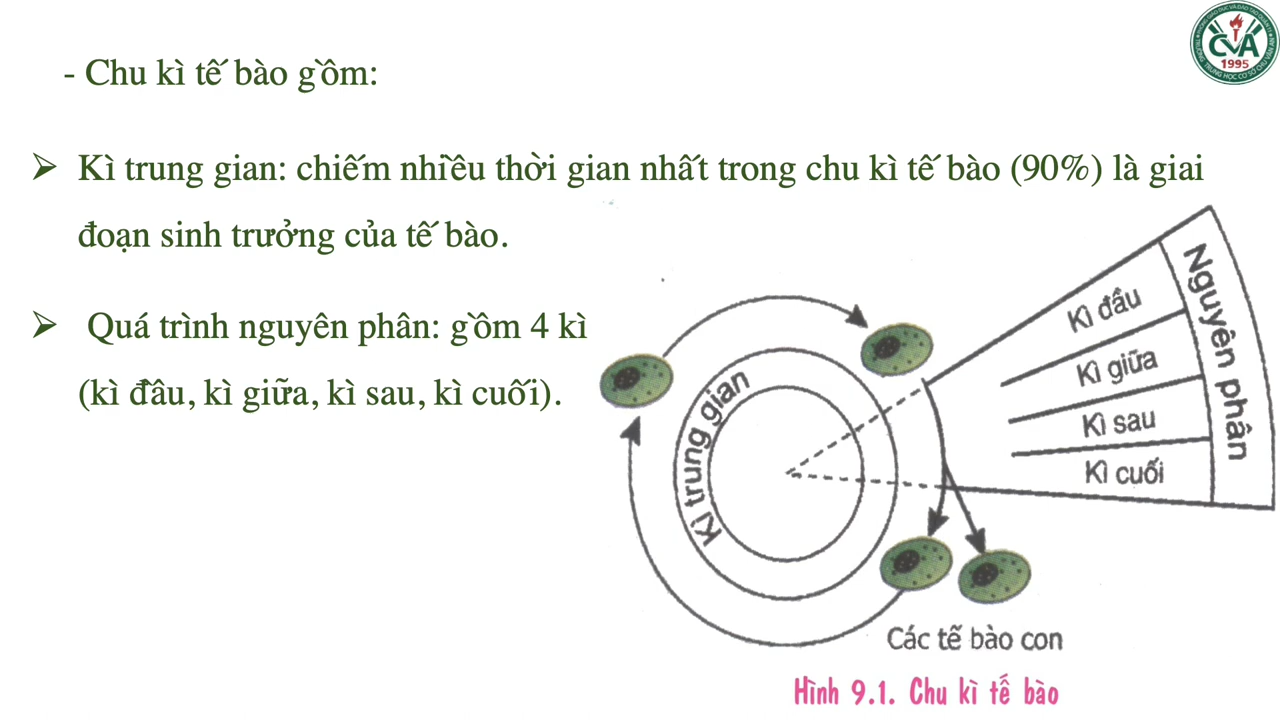 - Chu kì tế bào gồm:
➢ Kì trung gian: chiếm nhiều thời gian nhất trong chu kì tế bào (90%) là giai
đoạn sinh trưởng của tế bào.
➢ Quá trình nguyên phân: gồm 4 kì
(kì đầu, kì giữa, kì sau, kì cuối).
Kì trung gian
Kì đầu
Kì giữa
Kì sau
Kì cuối
Nguyên phân
Các tế bào con
Hình 9.1. Chu kì tế bào
CVA
1995